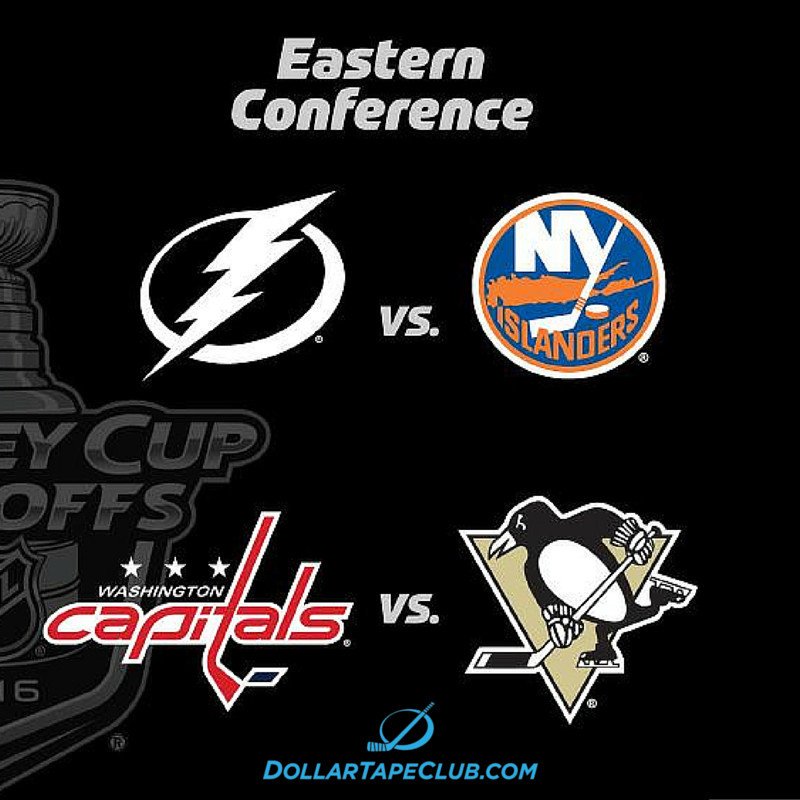 Eastern
Conference
VS.
NY
ISLANDERS
EY CUP
OFFS
WASHINGTON
capitals
VS.
16
DOLLARTAPECLUB.COM